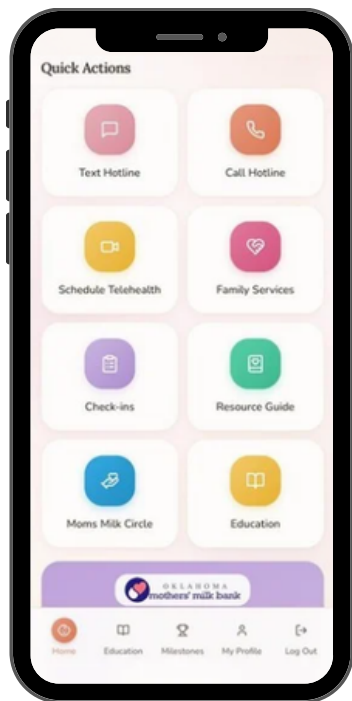 Quick Actions
Text Hotline
Call Hotline
Schedule Telehealth
Family Services
Check-ins
Resource Guide
Moms Milk Circle
Education
OKLAHOMA
mothers' milk bank
Home
Education
Milestones
My Profile
Log Out